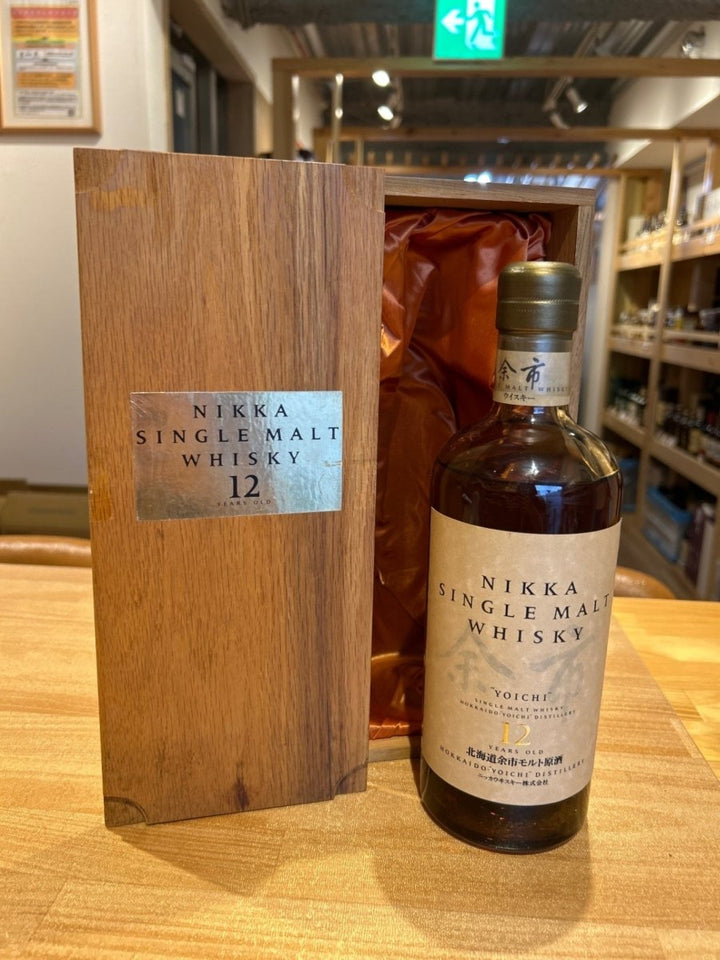 NIKKA
SINGLE MALT
WHISKY
12
YEARS OLD
余市
MALT WHISKY
ウイスキー
NIKKA
SINGLE MALT
WHISKY
余市
"YOICHI"
SINGLE MALT WHISKY
HOKKAIDO "YOICHI" DISTILLERY
12
YEARS OLD
北海道余市モルト原酒
HOKKAIDO "YOICHI" DISTILLERY
ニッカウヰスキー株式会社